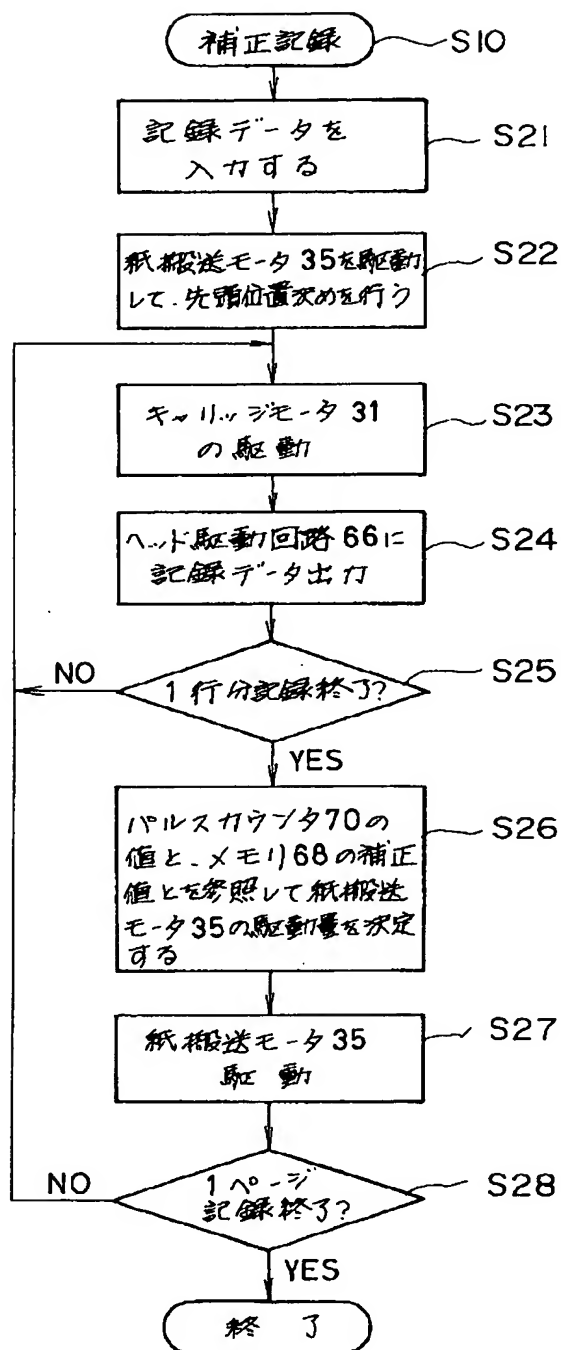 補正記録 S10
記録データを
入力する
S21
紙搬送モータ35を駆動
して、先頭位置決めを行う
S22
キャリッジモータ31
の駆動
S23
ヘッド駆動回路66に
記録データ出力
S24
1行分記録終了?
S25
NO
YES
パルスカウンタ70の
値と、メモリ68の補正
値とを参照して紙搬送
モータ35の駆動量を決定
する
S26
紙搬送モータ35
駆動
S27
1ページ
記録終了?
S28
NO
YES
終了